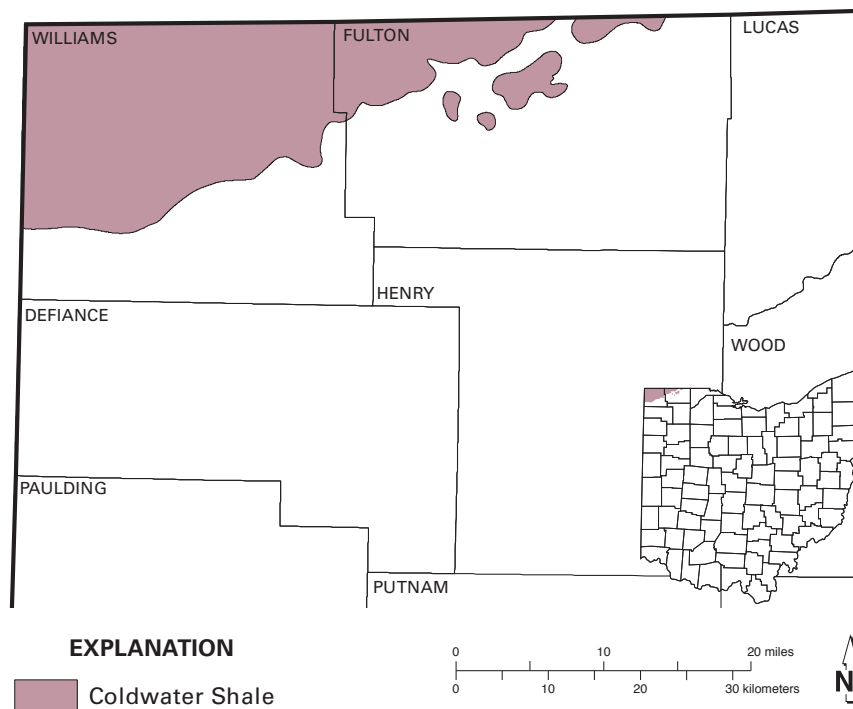 WILLIAMS
FULTON
LUCAS
HENRY
DEFIANCE
WOOD
PAULDING
PUTNAM
EXPLANATION
Coldwater Shale
0 10 20 miles
0 10 20 30 kilometers
N